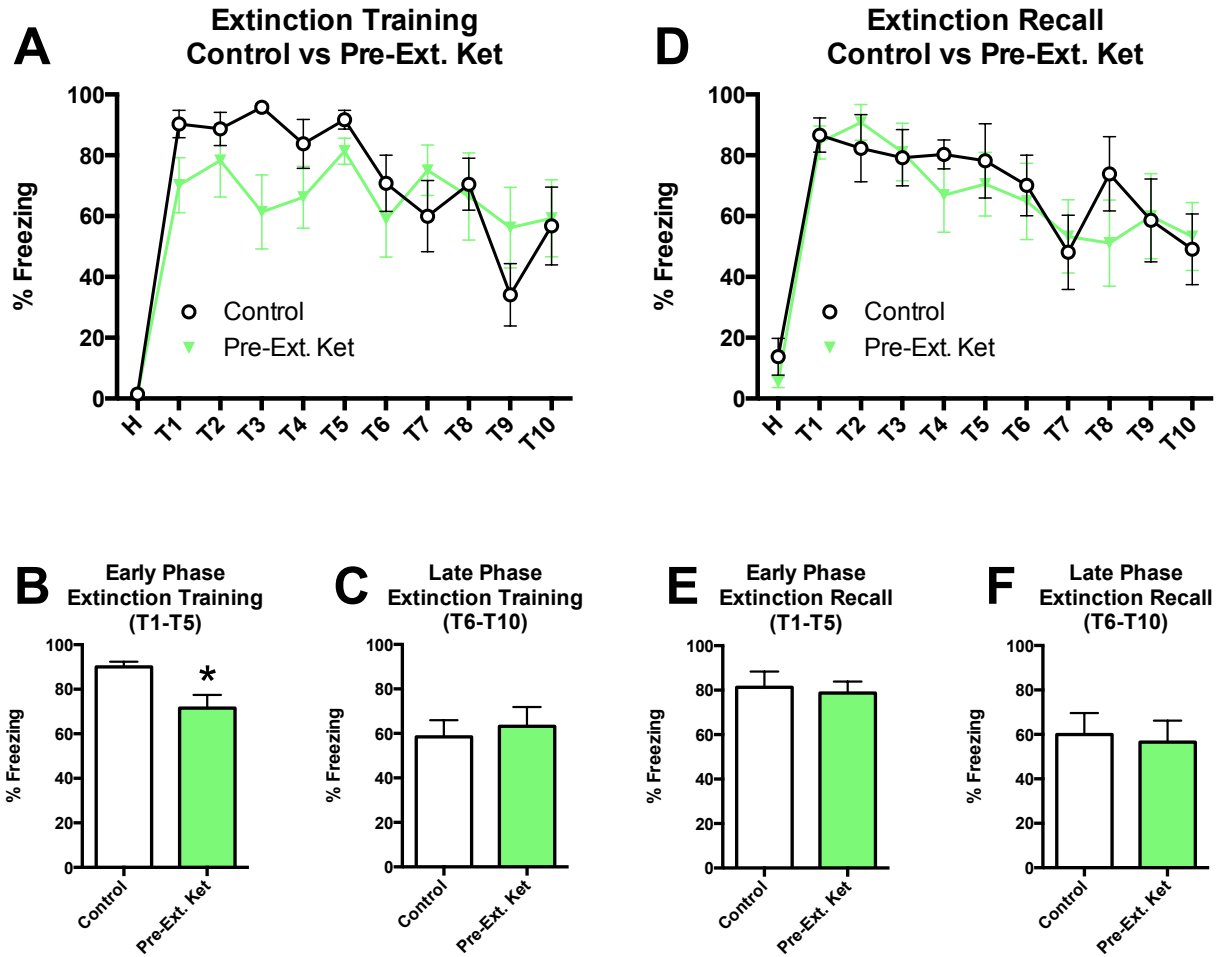 A
Extinction Training
Control vs Pre-Ext. Ket
% Freezing
100
80
60
40
20
0
Control
Pre-Ext. Ket
H T1 T2 T3 T4 T5 T6 T7 T8 T9 T10
D
Extinction Recall
Control vs Pre-Ext. Ket
% Freezing
100
80
60
40
20
0
Control
Pre-Ext. Ket
H T1 T2 T3 T4 T5 T6 T7 T8 T9 T10
B
Early Phase
Extinction Training
(T1-T5)
% Freezing
100
80
60
40
20
0
*
Control
Pre-Ext. Ket
C
Late Phase
Extinction Training
(T6-T10)
% Freezing
100
80
60
40
20
0
Control
Pre-Ext. Ket
E
Early Phase
Extinction Recall
(T1-T5)
% Freezing
100
80
60
40
20
0
Control
Pre-Ext. Ket
F
Late Phase
Extinction Recall
(T6-T10)
% Freezing
100
80
60
40
20
0
Control
Pre-Ext. Ket